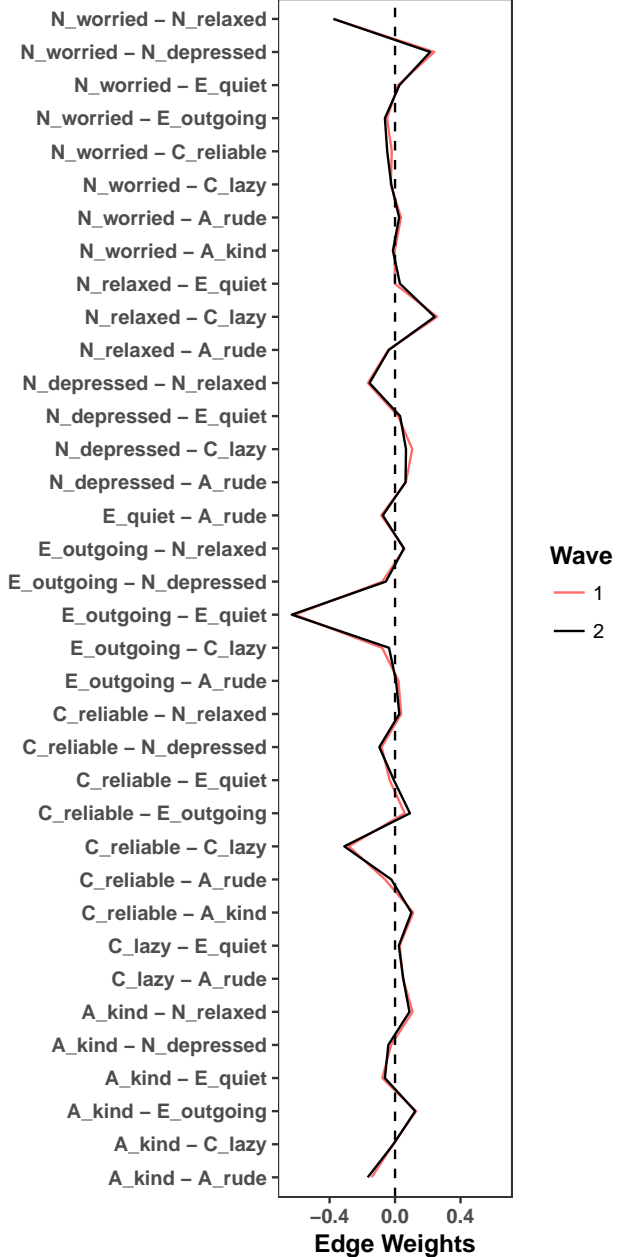 N_worried – N_relaxed
N_worried – N_depressed
N_worried – E_quiet
N_worried – E_outgoing
N_worried – C_reliable
N_worried – C_lazy
N_worried – A_rude
N_worried – A_kind
N_relaxed – E_quiet
N_relaxed – C_lazy
N_relaxed – A_rude
N_depressed – N_relaxed
N_depressed – E_quiet
N_depressed – C_lazy
N_depressed – A_rude
E_quiet – A_rude
E_outgoing – N_relaxed
E_outgoing – N_depressed
E_outgoing – E_quiet
E_outgoing – C_lazy
E_outgoing – A_rude
C_reliable – N_relaxed
C_reliable – N_depressed
C_reliable – E_quiet
C_reliable – E_outgoing
C_reliable – C_lazy
C_reliable – A_rude
C_reliable – A_kind
C_lazy – E_quiet
C_lazy – A_rude
A_kind – N_relaxed
A_kind – N_depressed
A_kind – E_quiet
A_kind – E_outgoing
A_kind – C_lazy
A_kind – A_rude
−0.4 0.0 0.4
Edge Weights
Wave
1
2